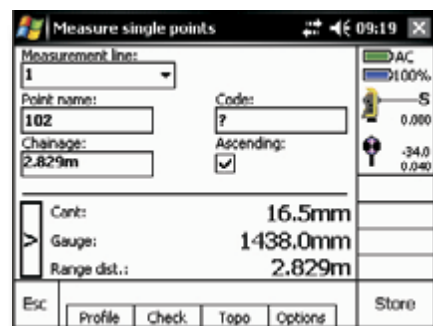 Measure single points 09:19
Measurement line:
1
AC
100%
Point name: Code:
102 ?
S
0.000
Chainage: Ascending:
2.829m
-34.0
0.040
Cant: 16.5mm
> Gauge: 1438.0mm
Range dist.: 2.829m
Esc Profile Check Topo Options Store